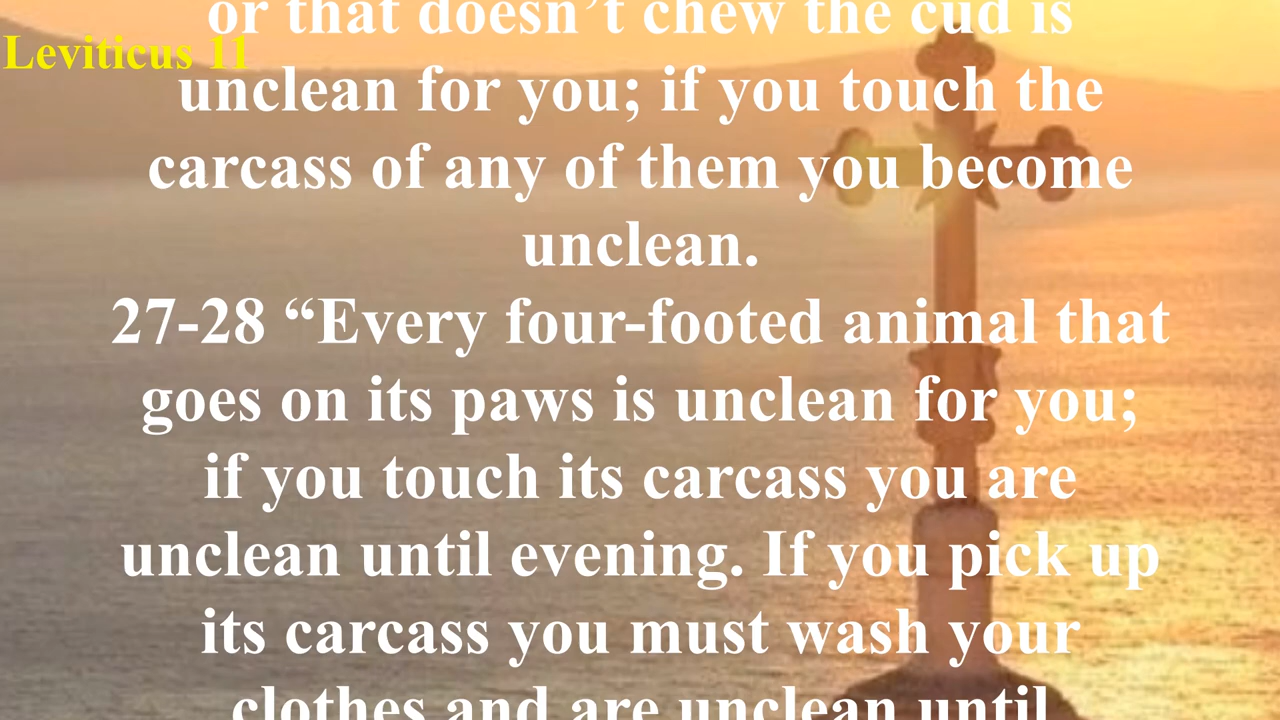 or that doesn’t chew the cud is
Leviticus 11
unclean for you; if you touch the
carcass of any of them you become
unclean.
27-28 “Every four-footed animal that
goes on its paws is unclean for you;
if you touch its carcass you are
unclean until evening. If you pick up
its carcass you must wash your
clothes and are unclean until